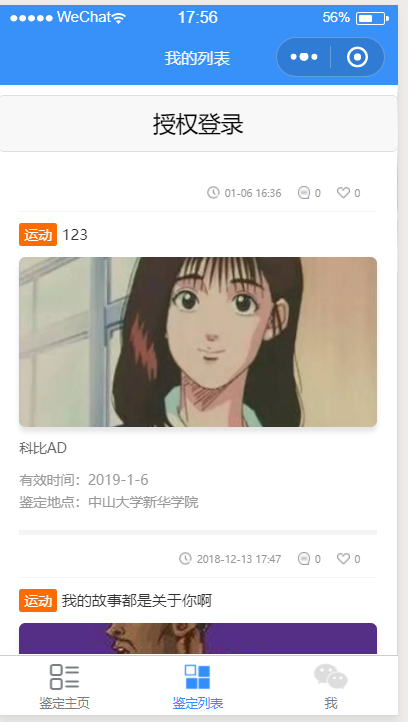 WeChat 17:56 56%
我的列表
授权登录
01-06 16:36 0 0
运动 123
科比AD
有效时间：2019-1-6
鉴定地点：中山大学新华学院
2018-12-13 17:47 0 0
运动 我的故事都是关于你啊
鉴定主页 鉴定列表 我